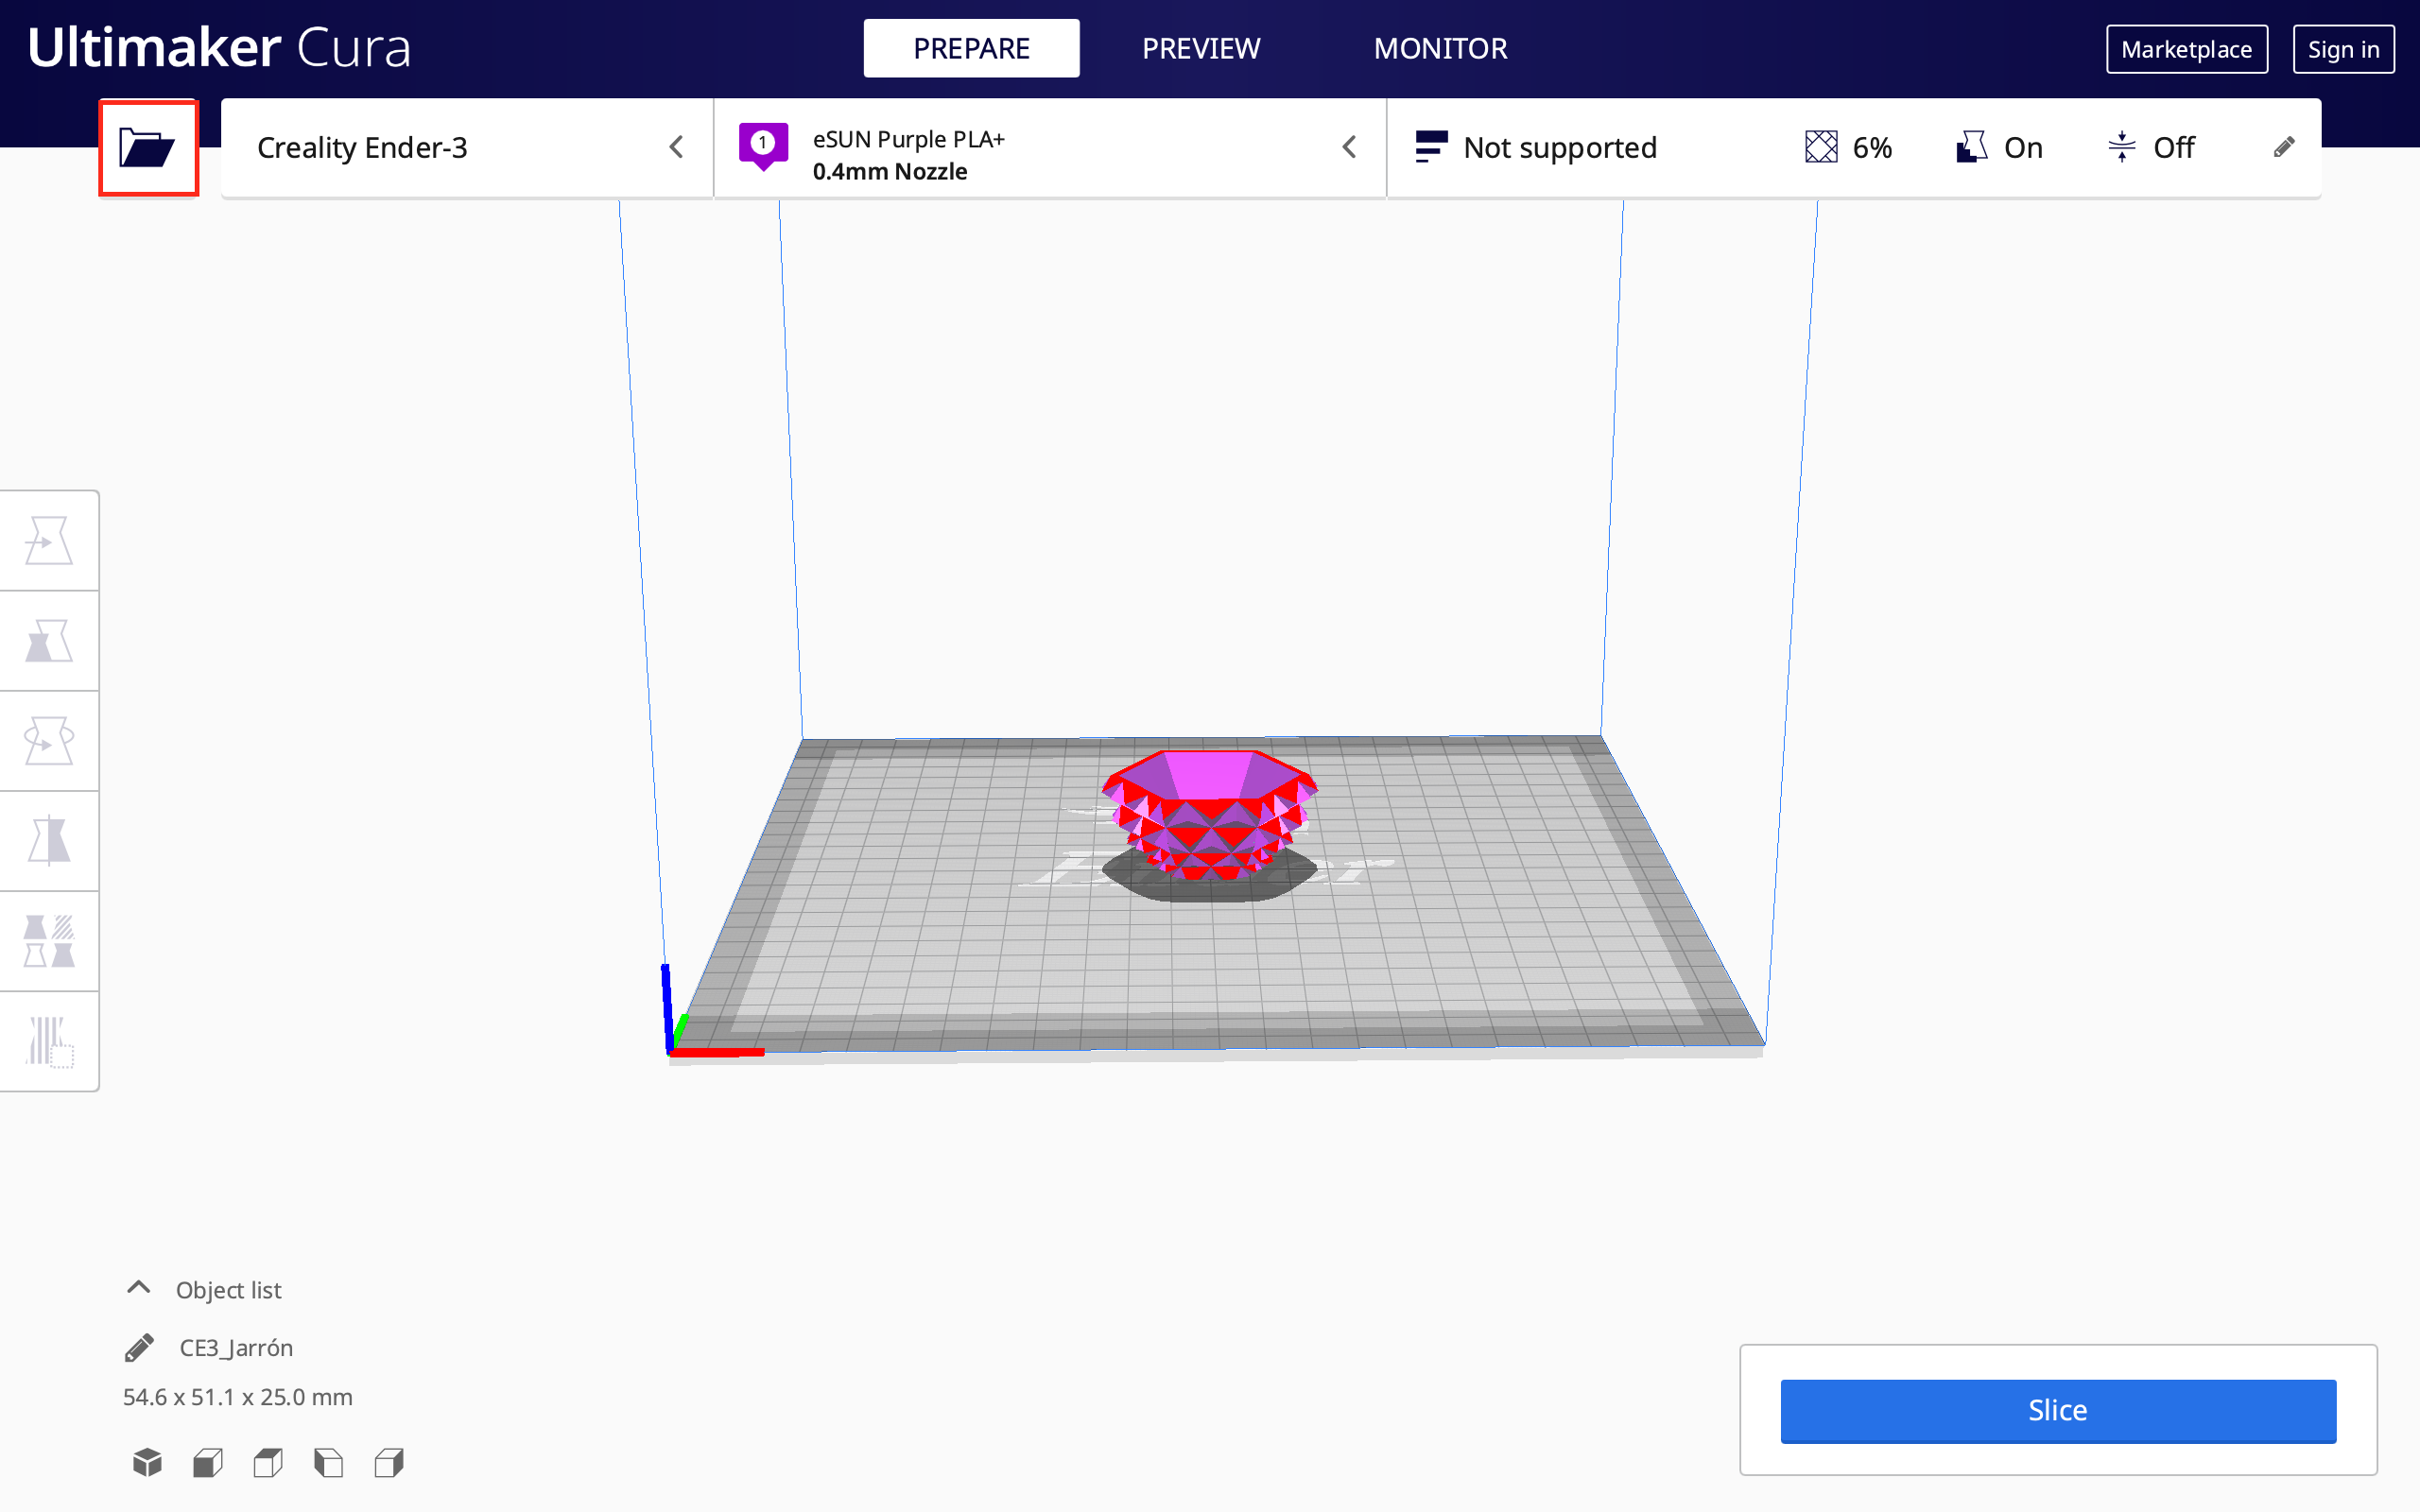 Ultimaker Cura
PREPARE
PREVIEW
MONITOR
Marketplace
Sign in
Creality Ender-3
1
eSUN Purple PLA+
0.4mm Nozzle
Not supported
6%
On
Off
Object list
CE3_Jarrón
54.6 x 51.1 x 25.0 mm
Slice